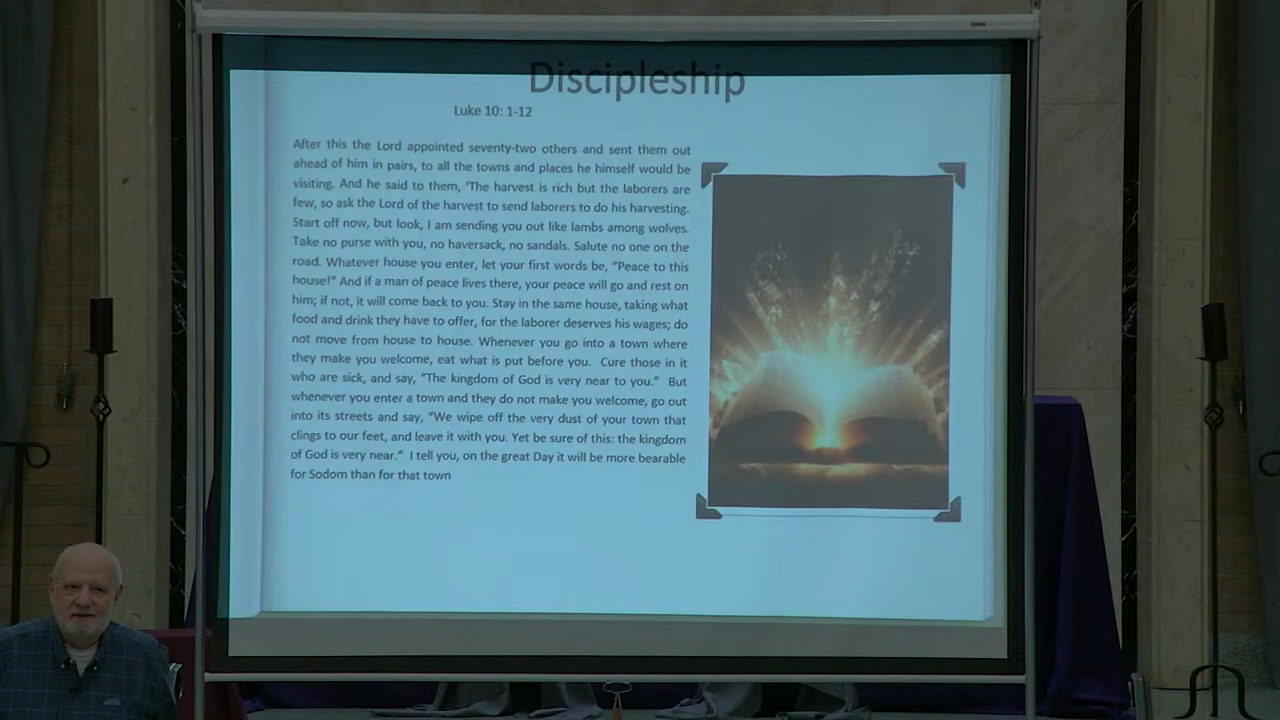 Discipleship
Luke 10: 1-12
After this the Lord appointed seventy-two others and sent them out
ahead of him in pairs, to all the towns and places he himself would be
visiting. And he said to them, ‘The harvest is rich but the laborers are
few, so ask the Lord of the harvest to send laborers to do his harvesting.
Start off now, but look, I am sending you out like lambs among wolves.
Take no purse with you, no haversack, no sandals. Salute no one on the
road. Whatever house you enter, let your first words be, “Peace to this
house!” And if a man of peace lives there, your peace will go and rest on
him; if not, it will come back to you. Stay in the same house, taking what
food and drink they have to offer, for the laborer deserves his wages; do
not move from house to house. Whenever you go into a town where
they make you welcome, eat what is put before you. Cure those in it
who are sick, and say, “The kingdom of God is very near to you.” But
whenever you enter a town and they do not make you welcome, go out
into its streets and say, “We wipe off the very dust of your town that
clings to our feet, and leave it with you. Yet be sure of this: the kingdom
of God is very near.” I tell you, on the great Day it will be more bearable
for Sodom than for that town